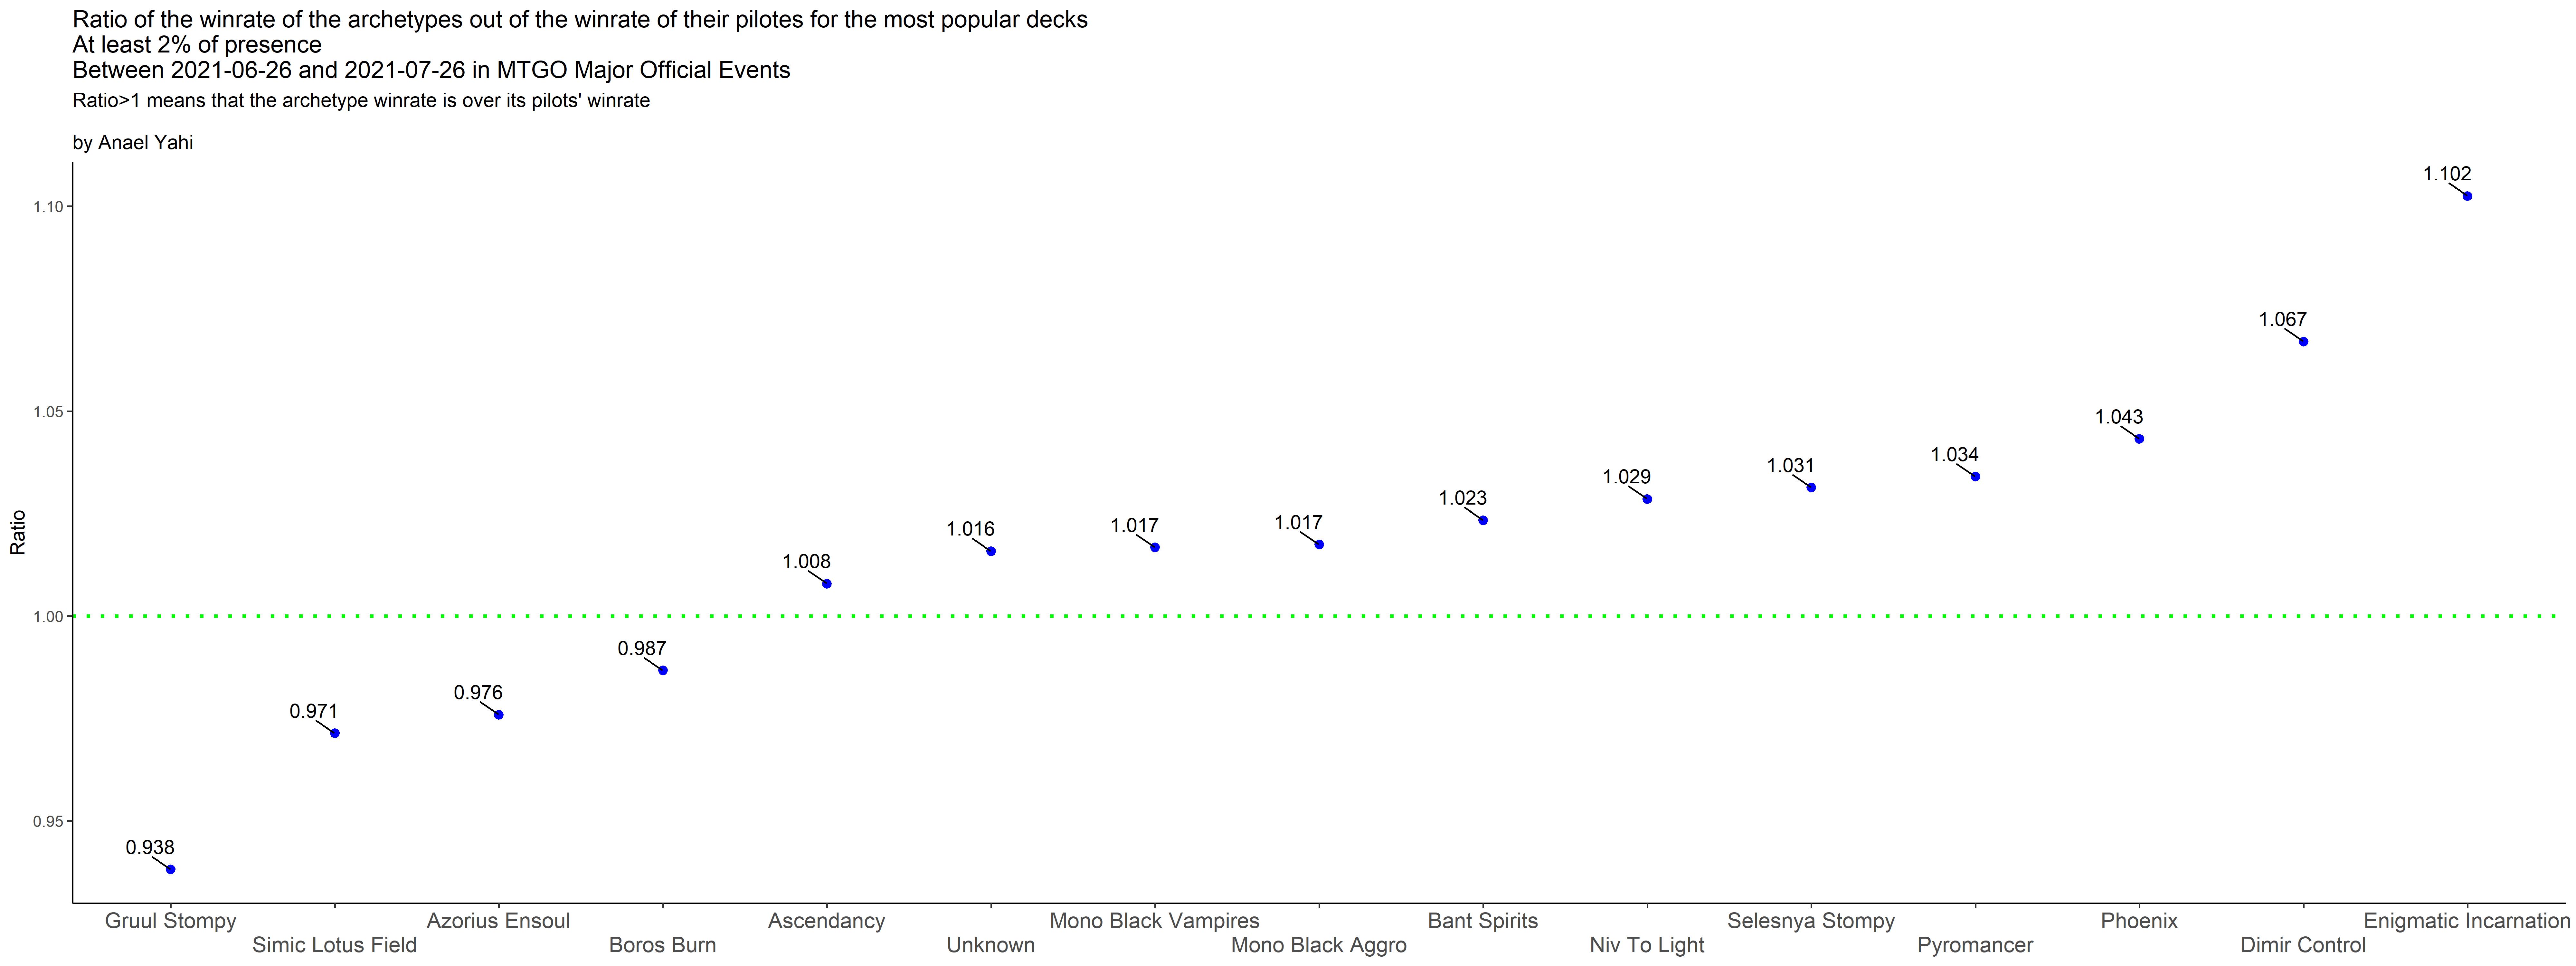 Ratio of the winrate of the archetypes out of the winrate of their pilotes for the most popular decks
At least 2% of presence
Between 2021-06-26 and 2021-07-26 in MTGO Major Official Events
Ratio>1 means that the archetype winrate is over its pilots' winrate
by Anael Yahi
Ratio
1.10
1.05
1.00
0.95
0.938
0.971
0.976
0.987
1.008
1.016
1.017
1.017
1.023
1.029
1.031
1.034
1.043
1.067
1.102
Gruul Stompy
Simic Lotus Field
Azorius Ensoul
Boros Burn
Ascendancy
Unknown
Mono Black Vampires
Mono Black Aggro
Bant Spirits
Niv To Light
Selesnya Stompy
Pyromancer
Phoenix
Dimir Control
Enigmatic Incarnation